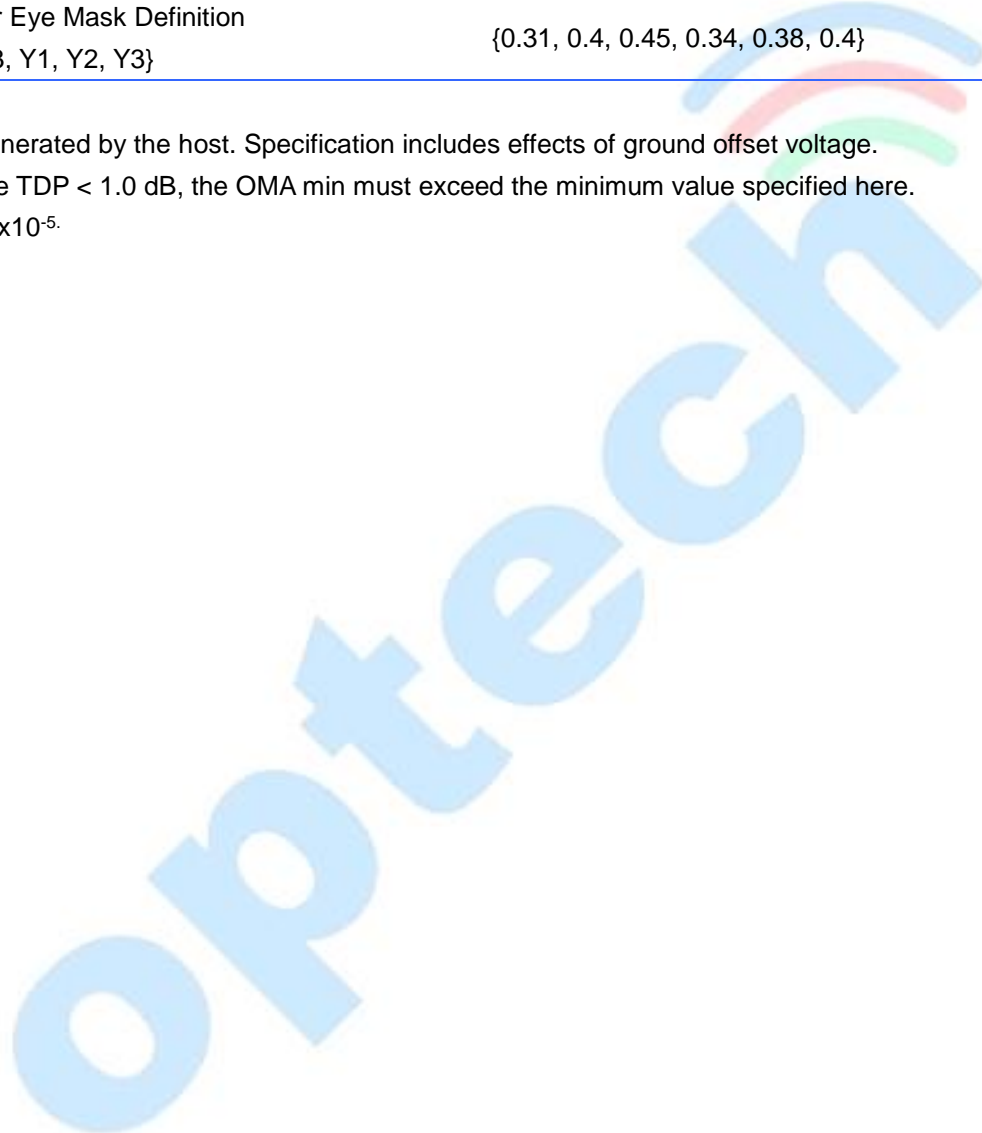 Eye Mask Definition
{0.31, 0.4, 0.45, 0.34, 0.38, 0.4}
, Y1, Y2, Y3}
nerated by the host. Specification includes effects of ground offset voltage.
e TDP < 1.0 dB, the OMA min must exceed the minimum value specified here.
x10⁻⁵.
optech